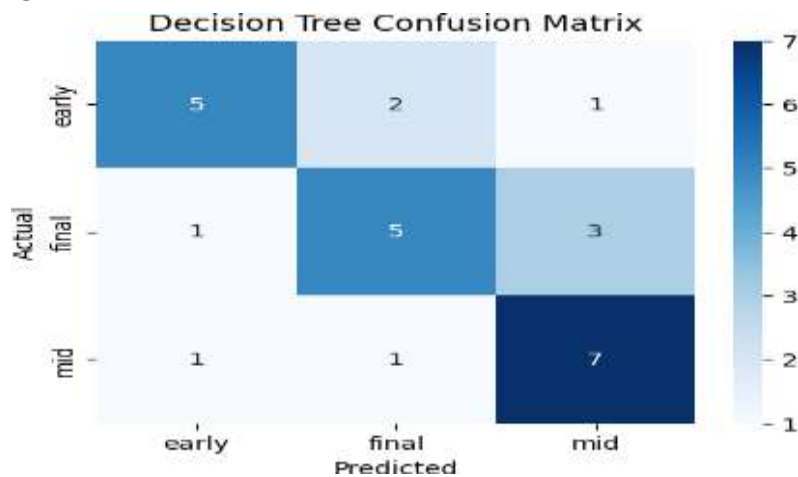 Decision Tree Confusion Matrix
early 5 2 1
final 1 5 3
mid 1 1 7
Actual
early final mid
Predicted
7
6
5
4
3
2
1